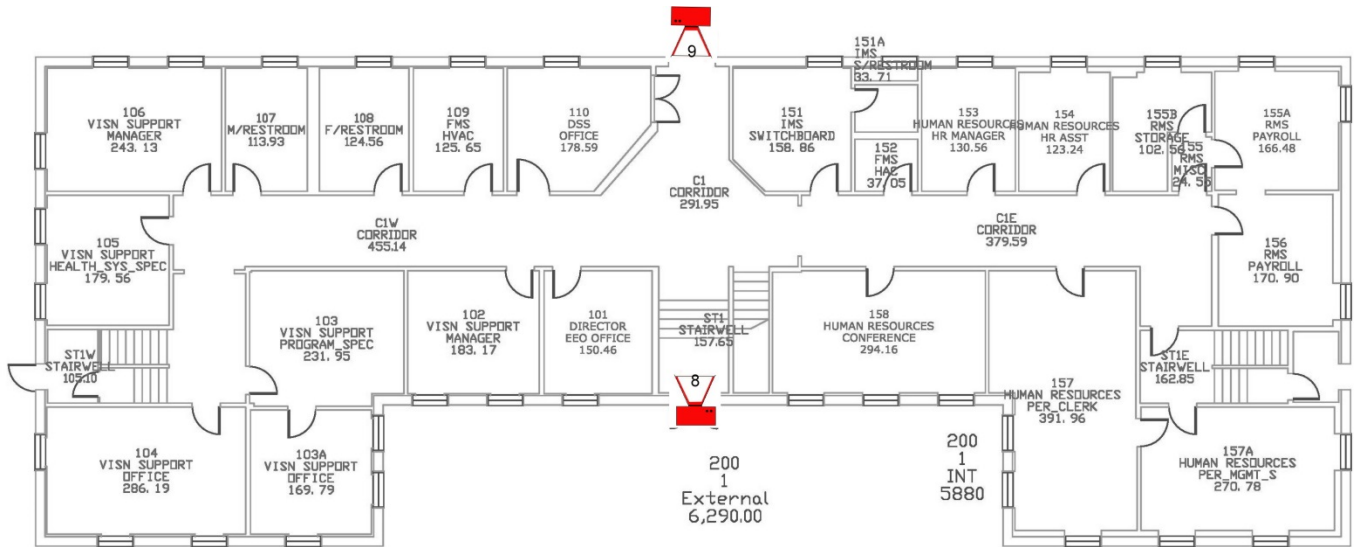 9
151A
IMS
S/RESTROOM
33.71
106
VISN SUPPORT
MANAGER
243.13
107
M/RESTROOM
113.93
108
F/RESTROOM
124.56
109
FMS
HVAC
125.65
110
DSS
OFFICE
178.59
151
IMS
SWITCHBOARD
158.86
152
FMS
HAC
37.05
153
HUMAN RESOURCES
HR MANAGER
130.56
154
HUMAN RESOURCES
HR ASST
123.24
155B
RMS
STORAGE
102.56
155
RMS
MISC
24.55
155A
RMS
PAYROLL
166.48
C1
CORRIDOR
291.95
C1W
CORRIDOR
455.14
C1E
CORRIDOR
379.59
105
VISN SUPPORT
HEALTH_SYS_SPEC
179.56
156
RMS
PAYROLL
170.90
103
VISN SUPPORT
PROGRAM_SPEC
231.95
102
VISN SUPPORT
MANAGER
183.17
101
DIRECTOR
EEO OFFICE
150.46
ST1
STAIRWELL
157.65
158
HUMAN RESOURCES
CONFERENCE
294.16
ST1W
STAIRWELL
105.10
ST1E
STAIRWELL
162.85
8
157
HUMAN RESOURCES
PER_CLERK
391.96
104
VISN SUPPORT
OFFICE
286.19
103A
VISN SUPPORT
OFFICE
169.79
200
1
External
6,290.00
200
1
INT
5880
157A
HUMAN RESOURCES
PER_MGMT_S
270.78